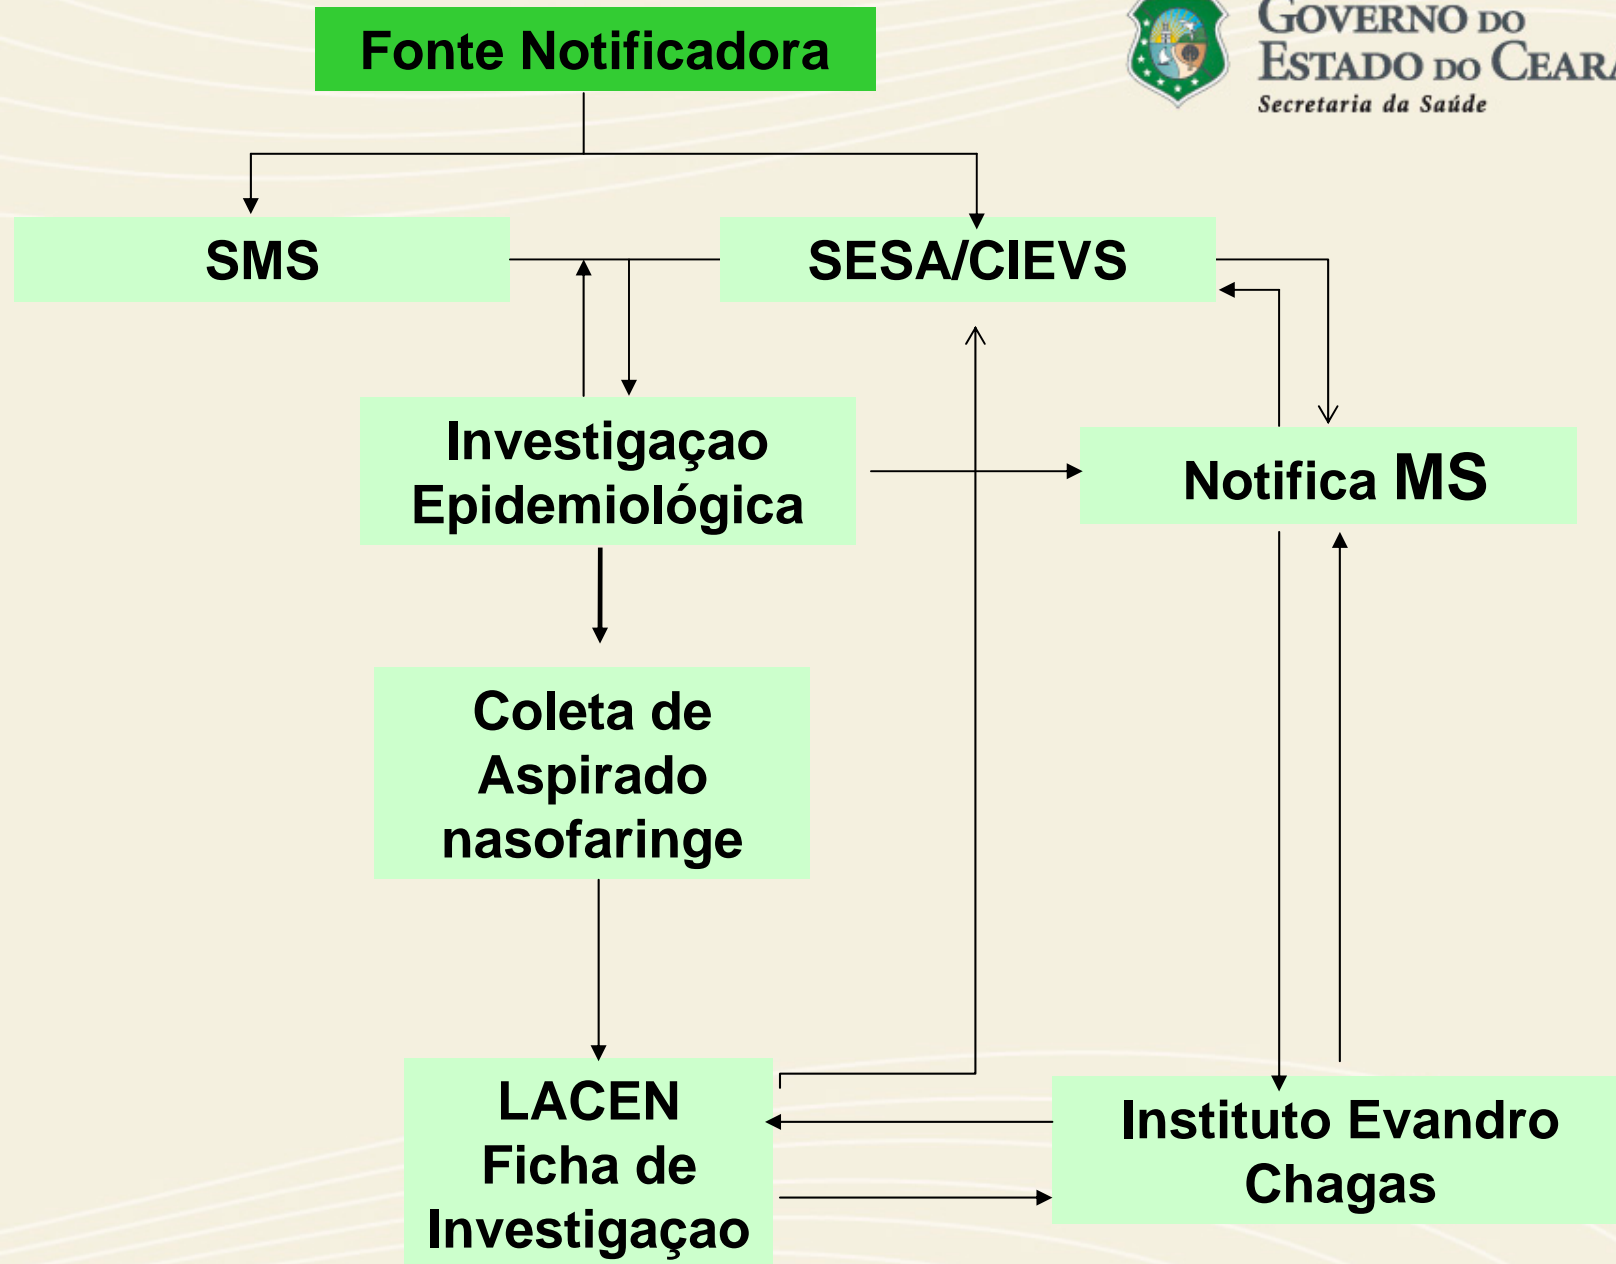 Fonte Notificadora
GOVERNO DO
ESTADO DO CEARÁ
Secretaria da Saúde
SMS
SESA/CIEVS
Investigaçao
Epidemiológica
Notifica MS
Coleta de
Aspirado
nasofaringe
LACEN
Ficha de
Investigaçao
Instituto Evandro
Chagas